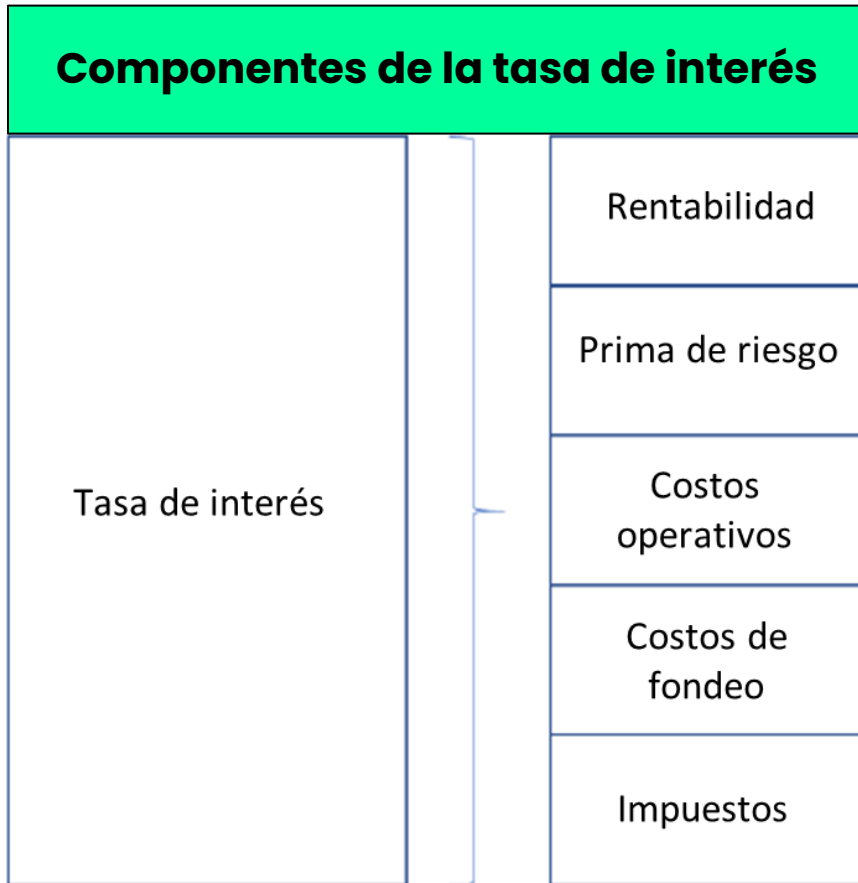 Componentes de la tasa de interés
Tasa de interés
Rentabilidad
Prima de riesgo
Costos
operativos
Costos de
fondeo
Impuestos